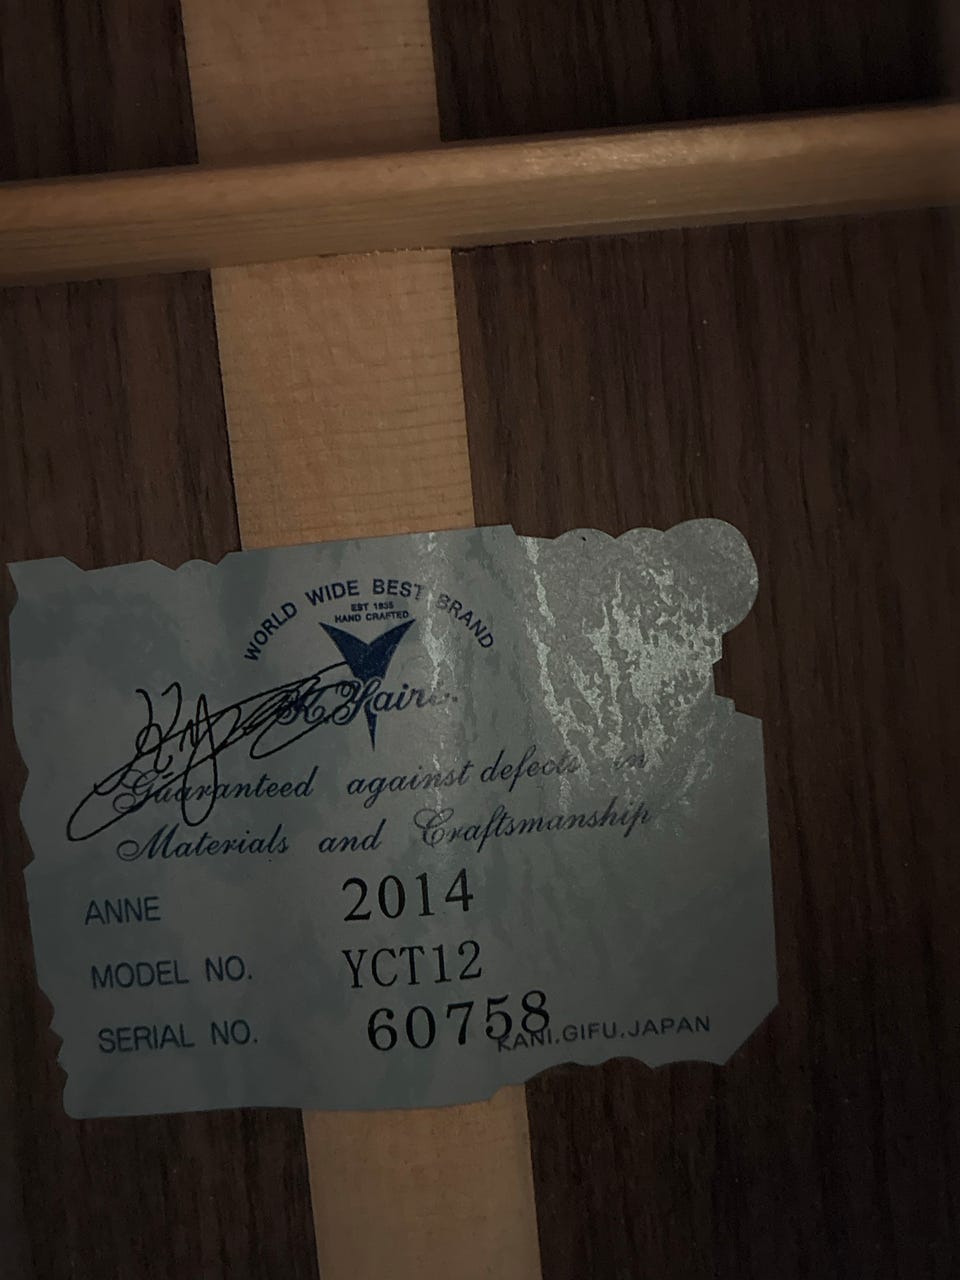 WORLD WIDE BEST BRAND
EST 1935
HAND CRAFTED
K.Yairi.
Guaranteed against defects in
Materials and Craftsmanship
ANNE 2014
MODEL NO. YCT12
SERIAL NO. 60758
KANI.GIFU.JAPAN